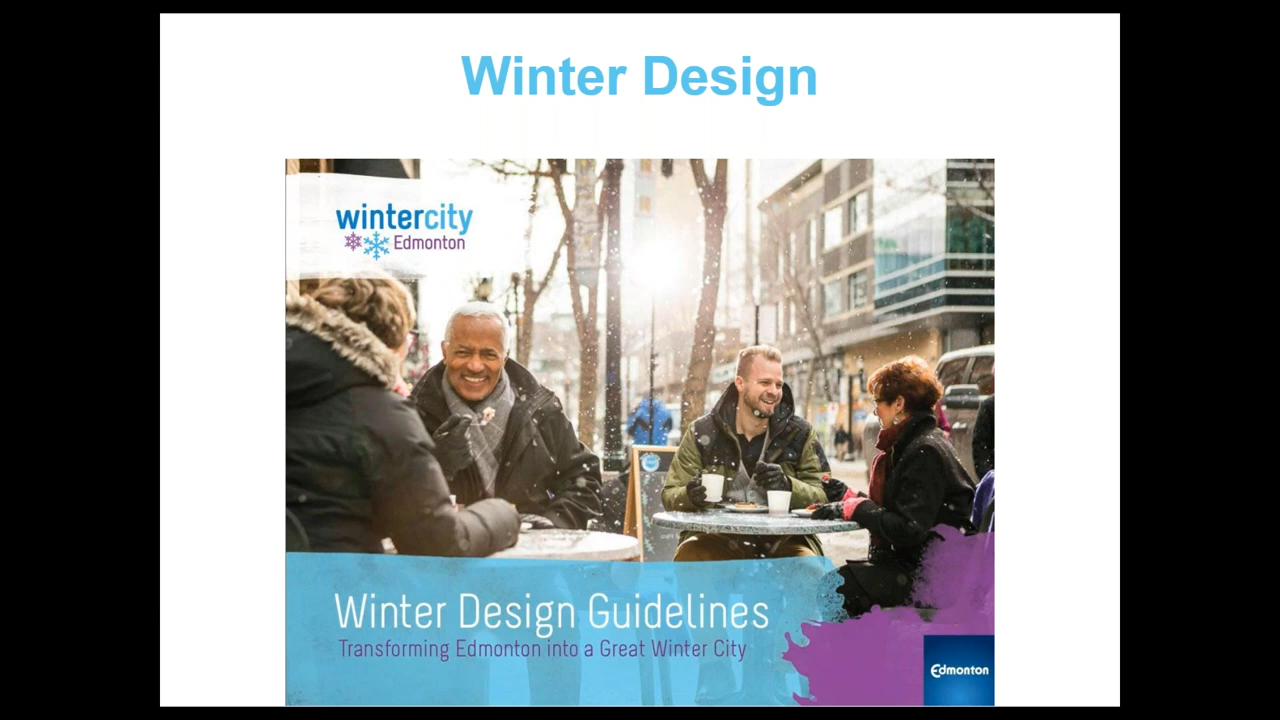 Winter Design
wintercity
Edmonton
Winter Design Guidelines
Transforming Edmonton into a Great Winter City
Edmonton